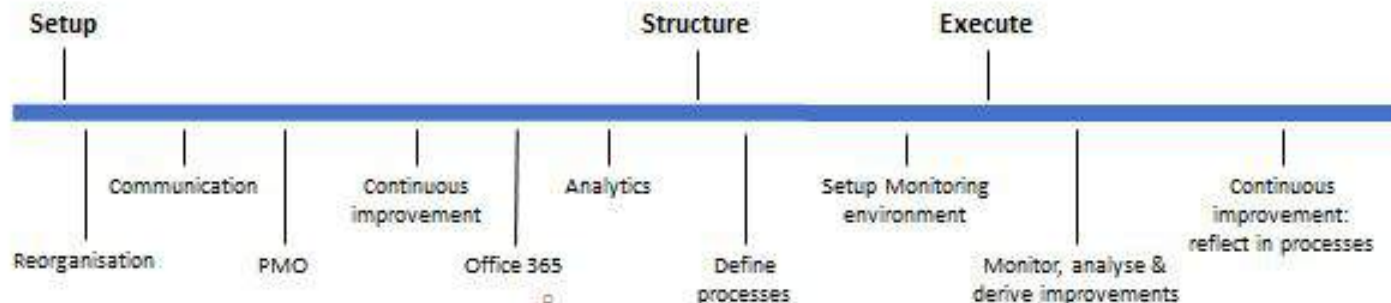 Setup
Structure
Execute
Communication
Continuous
improvement
Analytics
Setup Monitoring
environment
Continuous
improvement:
reflect in processes
Reorganisation
PMO
Office 365
Define
processes
Monitor, analyse &
derive improvements